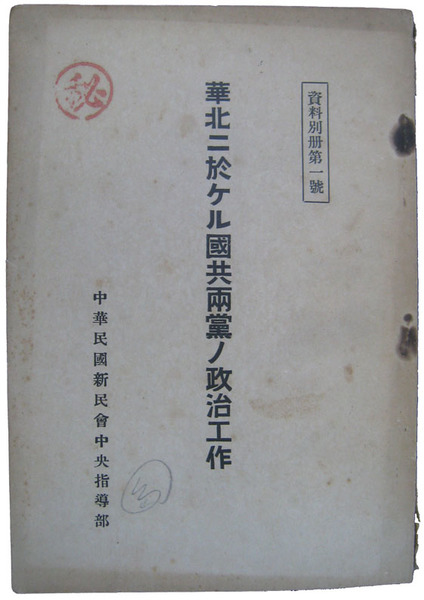 資料別册第一號
華北ニ於ケル國共兩黨ノ政治工作
中華民國新民會中央指導部
秘